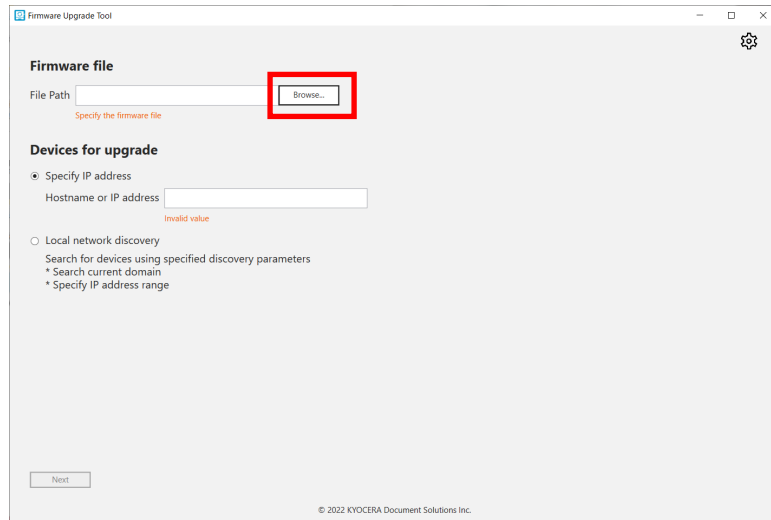 Firmware Upgrade Tool
Firmware file
File Path Browse...
Specify the firmware file
Devices for upgrade
Specify IP address
Hostname or IP address
Invalid value
Local network discovery
Search for devices using specified discovery parameters
* Search current domain
* Specify IP address range
Next
© 2022 KYOCERA Document Solutions Inc.